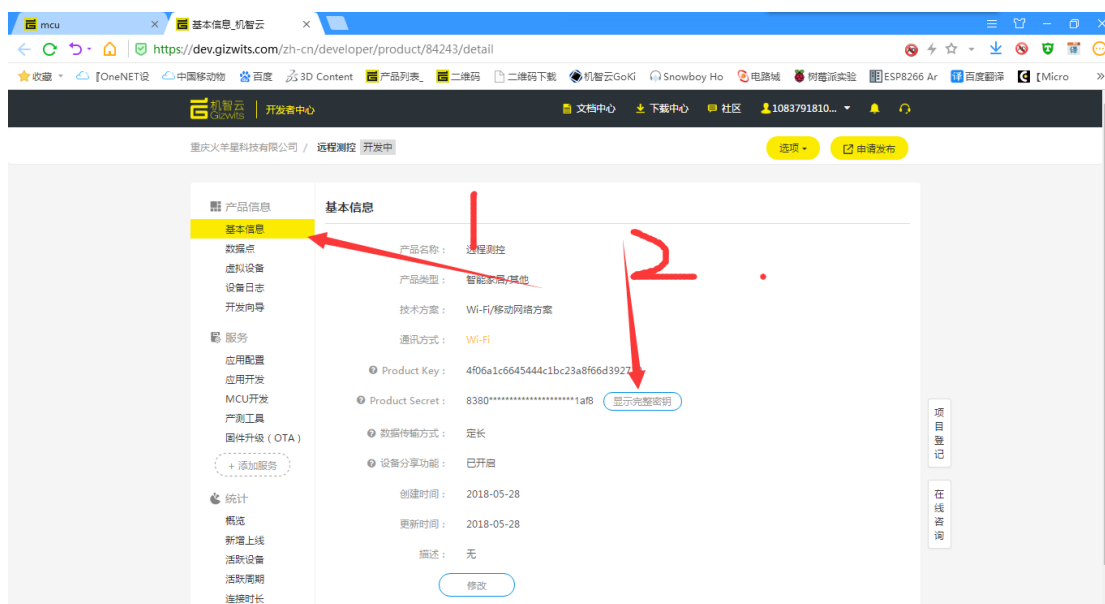 mcu
基本信息_机智云
https://dev.gizwits.com/zh-cn/developer/product/84243/detail
收藏 『OneNET设 中国移动物 百度 3D Content 产品列表_ 二维码 二维码下载 机智云GoKi Snowboy Ho 电路城 树莓派实验 ESP8266 Ar 译 百度翻译 【Micro »
机智云 Gizwits 开发者中心 文档中心 下载中心 社区 1083791810...
重庆火羊星科技有限公司 / 远程测控 开发中 选项 申请发布
产品信息
基本信息
数据点
虚拟设备
设备日志
开发向导
服务
应用配置
应用开发
MCU开发
产测工具
固件升级 ( OTA )
+ 添加服务
统计
概览
新增上线
活跃设备
活跃周期
连接时长
基本信息
1
2.
产品名称： 远程测控
产品类型： 智能家居/其他
技术方案： Wi-Fi/移动网络方案
通讯方式： Wi-Fi
Product Key： 4f06a1c6645444c1bc23a8f66d392
Product Secret： 8380*********************1af8 显示完整密钥
数据传输方式： 定长
设备分享功能： 已开启
创建时间： 2018-05-28
更新时间： 2018-05-28
描述： 无
修改
项目登记
在线咨询